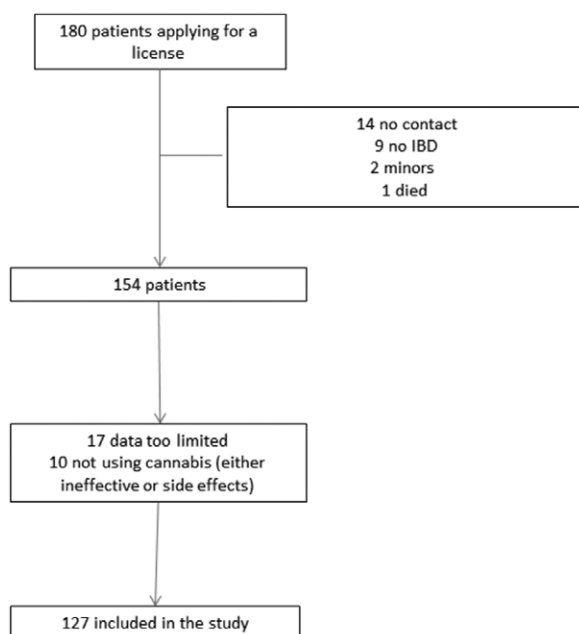 180 patients applying for a
license
14 no contact
9 no IBD
2 minors
1 died
154 patients
17 data too limited
10 not using cannabis (either
ineffective or side effects)
127 included in the study